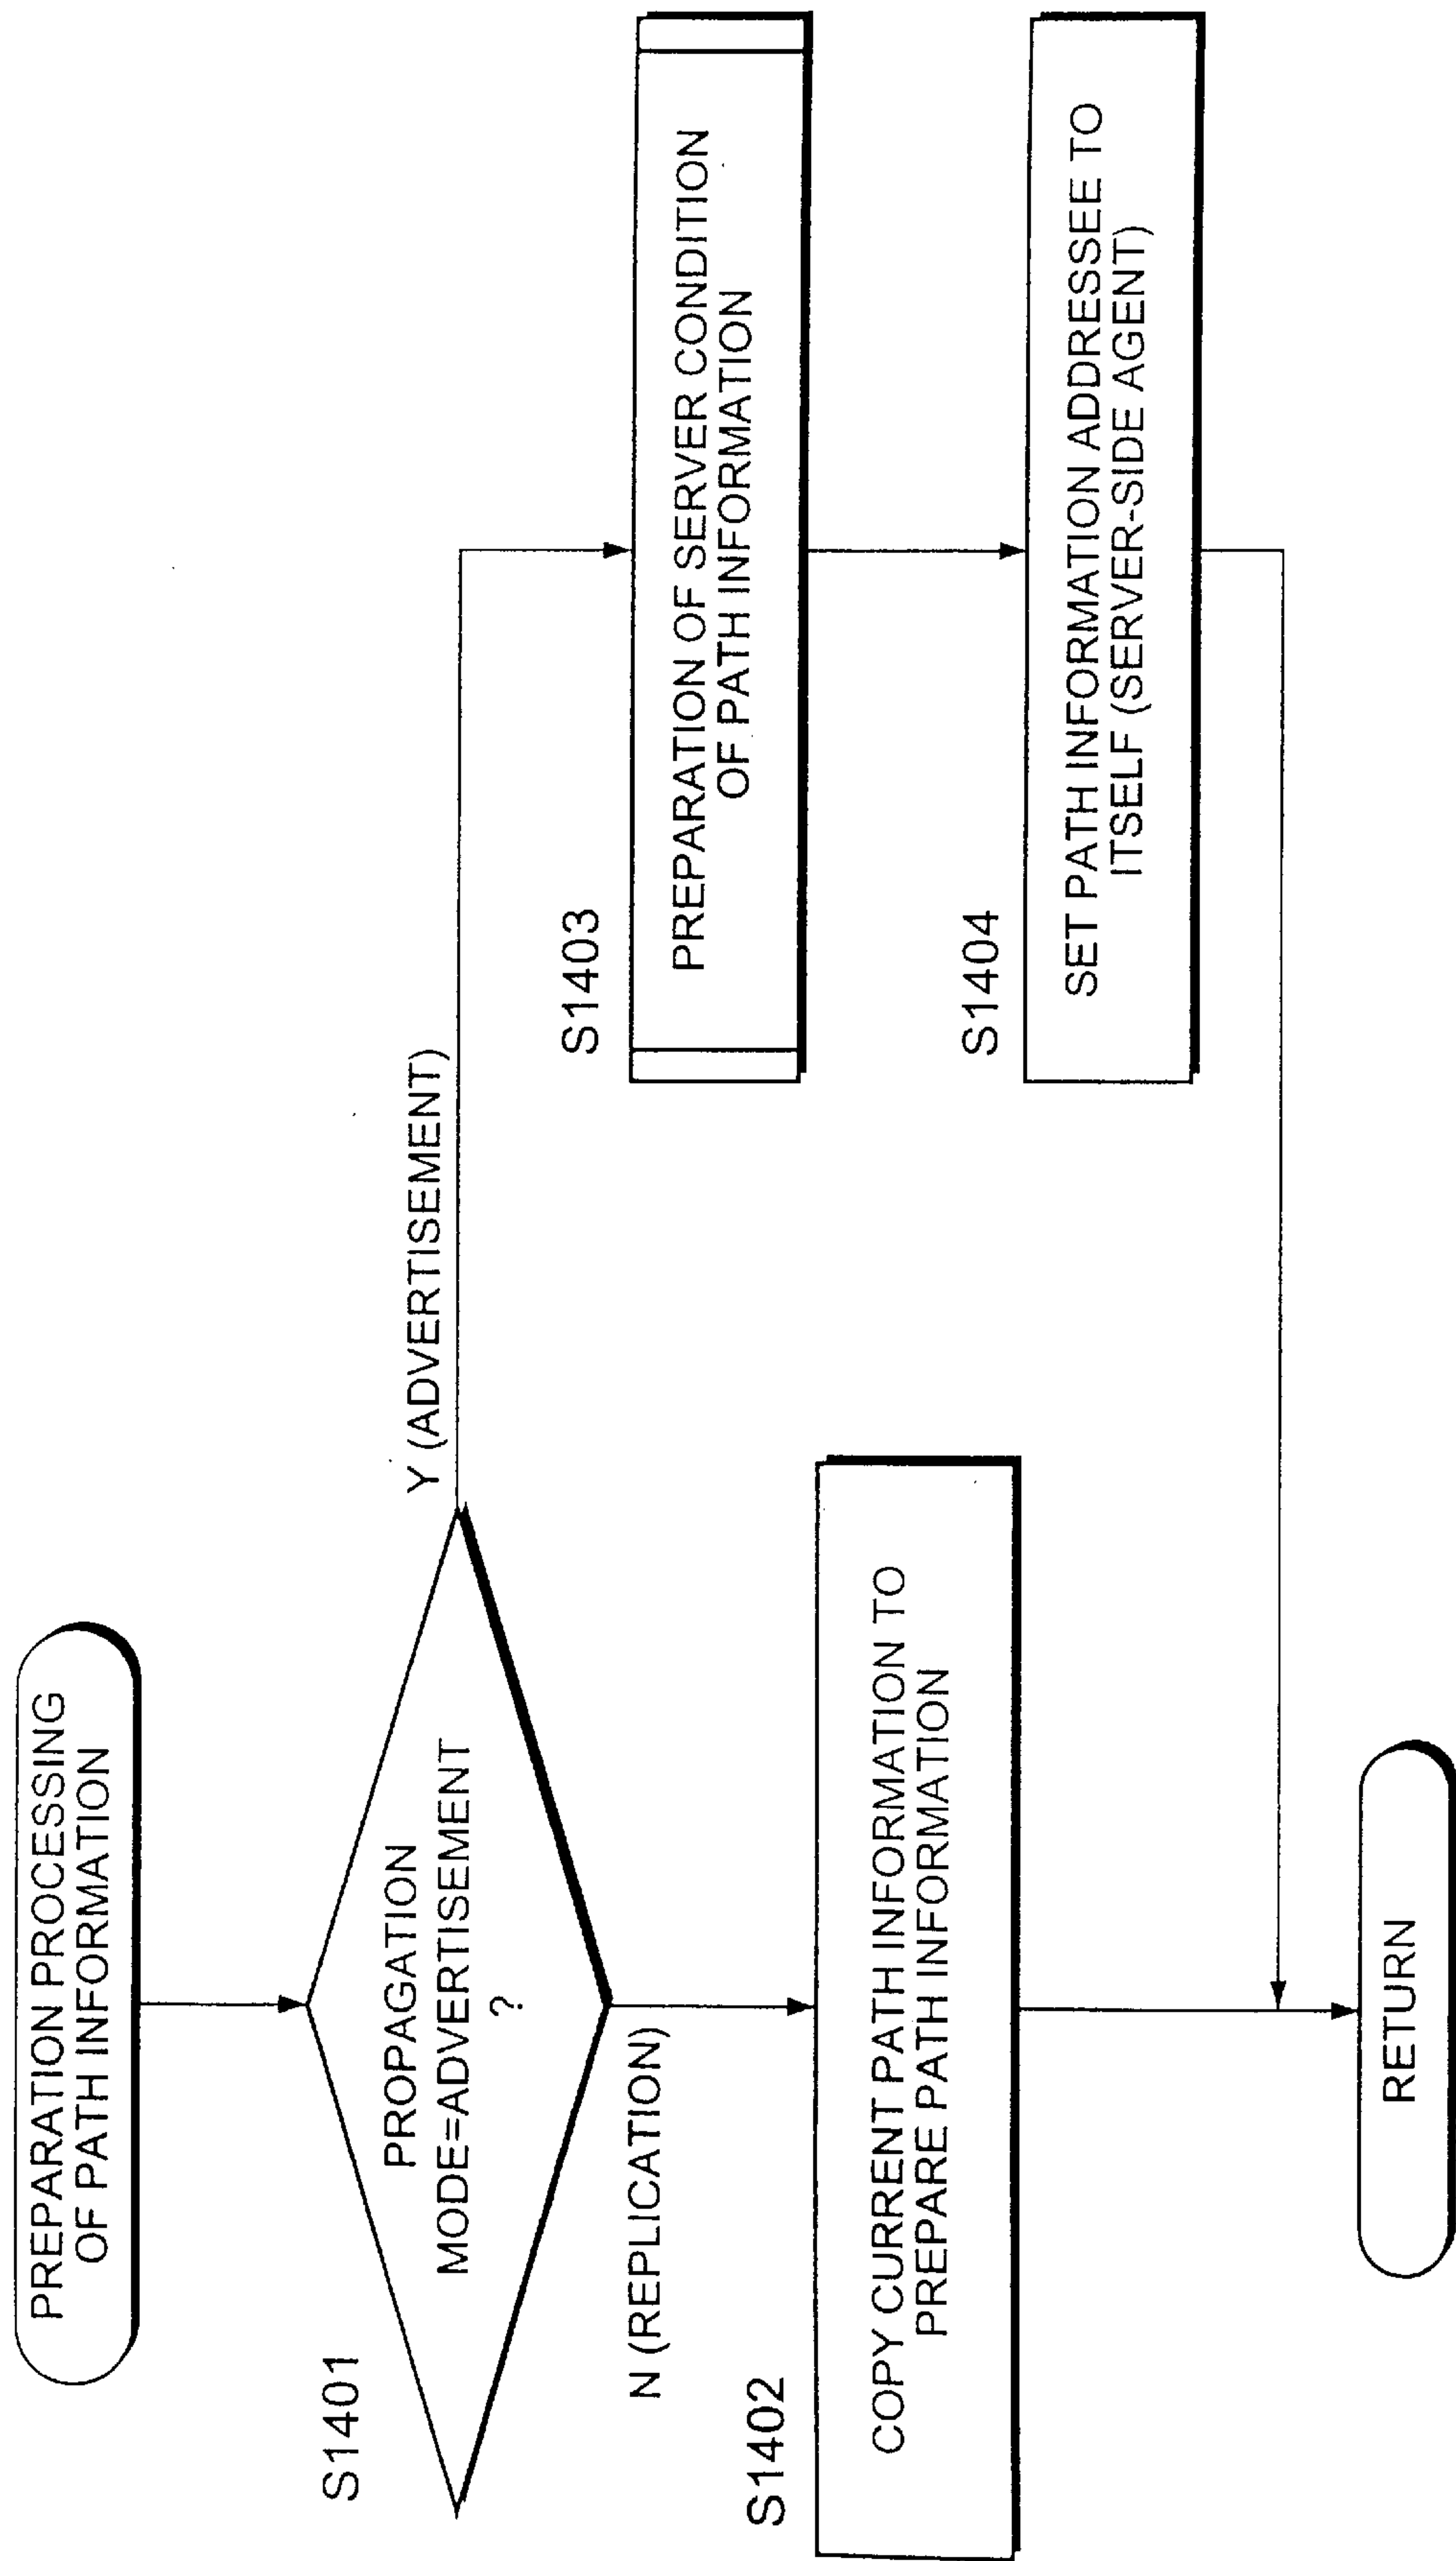 PREPARATION PROCESSING
OF PATH INFORMATION
S1401
PROPAGATION
MODE=ADVERTISEMENT
?
Y (ADVERTISEMENT)
N (REPLICATION)
S1402
COPY CURRENT PATH INFORMATION TO
PREPARE PATH INFORMATION
S1403
PREPARATION OF SERVER CONDITION
OF PATH INFORMATION
S1404
SET PATH INFORMATION ADDRESSEE TO
ITSELF (SERVER-SIDE AGENT)
RETURN